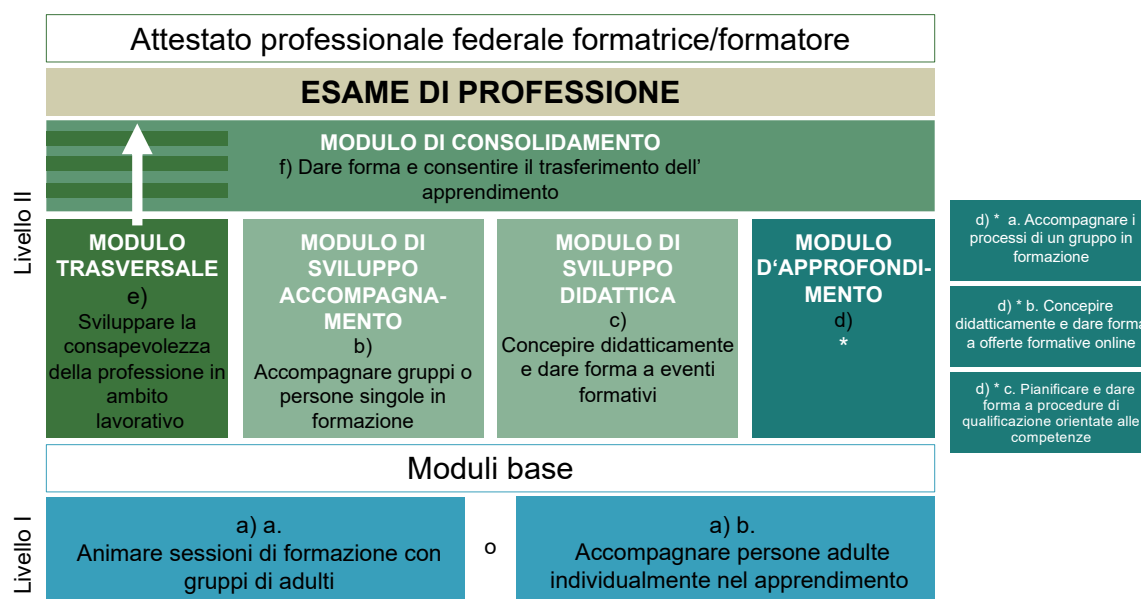 Attestato professionale federale formatrice/formatore
ESAME DI PROFESSIONE
MODULO DI CONSOLIDAMENTO
f) Dare forma e consentire il trasferimento dell’
apprendimento
Livello II
MODULO
TRASVERSALE
e)
Sviluppare la
consapevolezza
della professione in
ambito
lavorativo
MODULO DI
SVILUPPO
ACCOMPAGNA-
MENTO
b)
Accompagnare gruppi o
persone singole in
formazione
MODULO DI
SVILUPPO
DIDATTICA
c)
Concepire didatticamente
e dare forma a eventi
formativi
MODULO
D‘APPROFONDI-
MENTO
d)
*
d) * a. Accompagnare i
processi di un gruppo in
formazione
d) * b. Concepire
didatticamente e dare forma
a offerte formative online
d) * c. Pianificare e dare
forma a procedure di
qualificazione orientate alle
competenze
Moduli base
Livello I
a) a.
Animare sessioni di formazione con
gruppi di adulti
o
a) b.
Accompagnare persone adulte
individualmente nel apprendimento